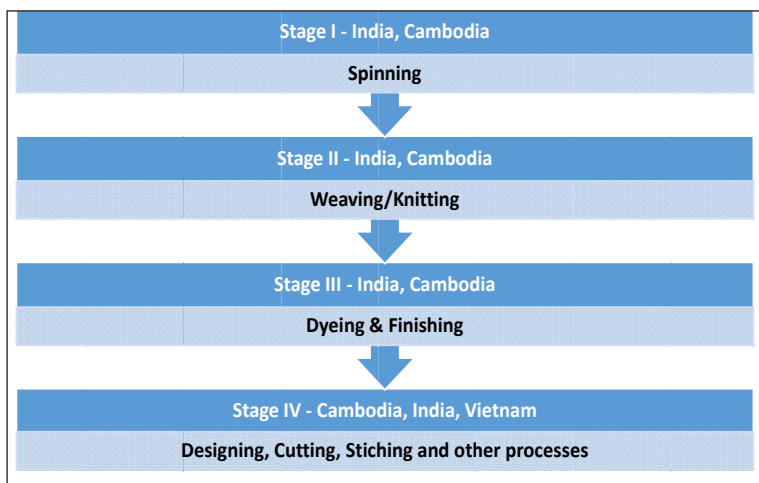 Stage I - India, Cambodia
Spinning
Stage II - India, Cambodia
Weaving/Knitting
Stage III - India, Cambodia
Dyeing & Finishing
Stage IV - Cambodia, India, Vietnam
Designing, Cutting, Stiching and other processes